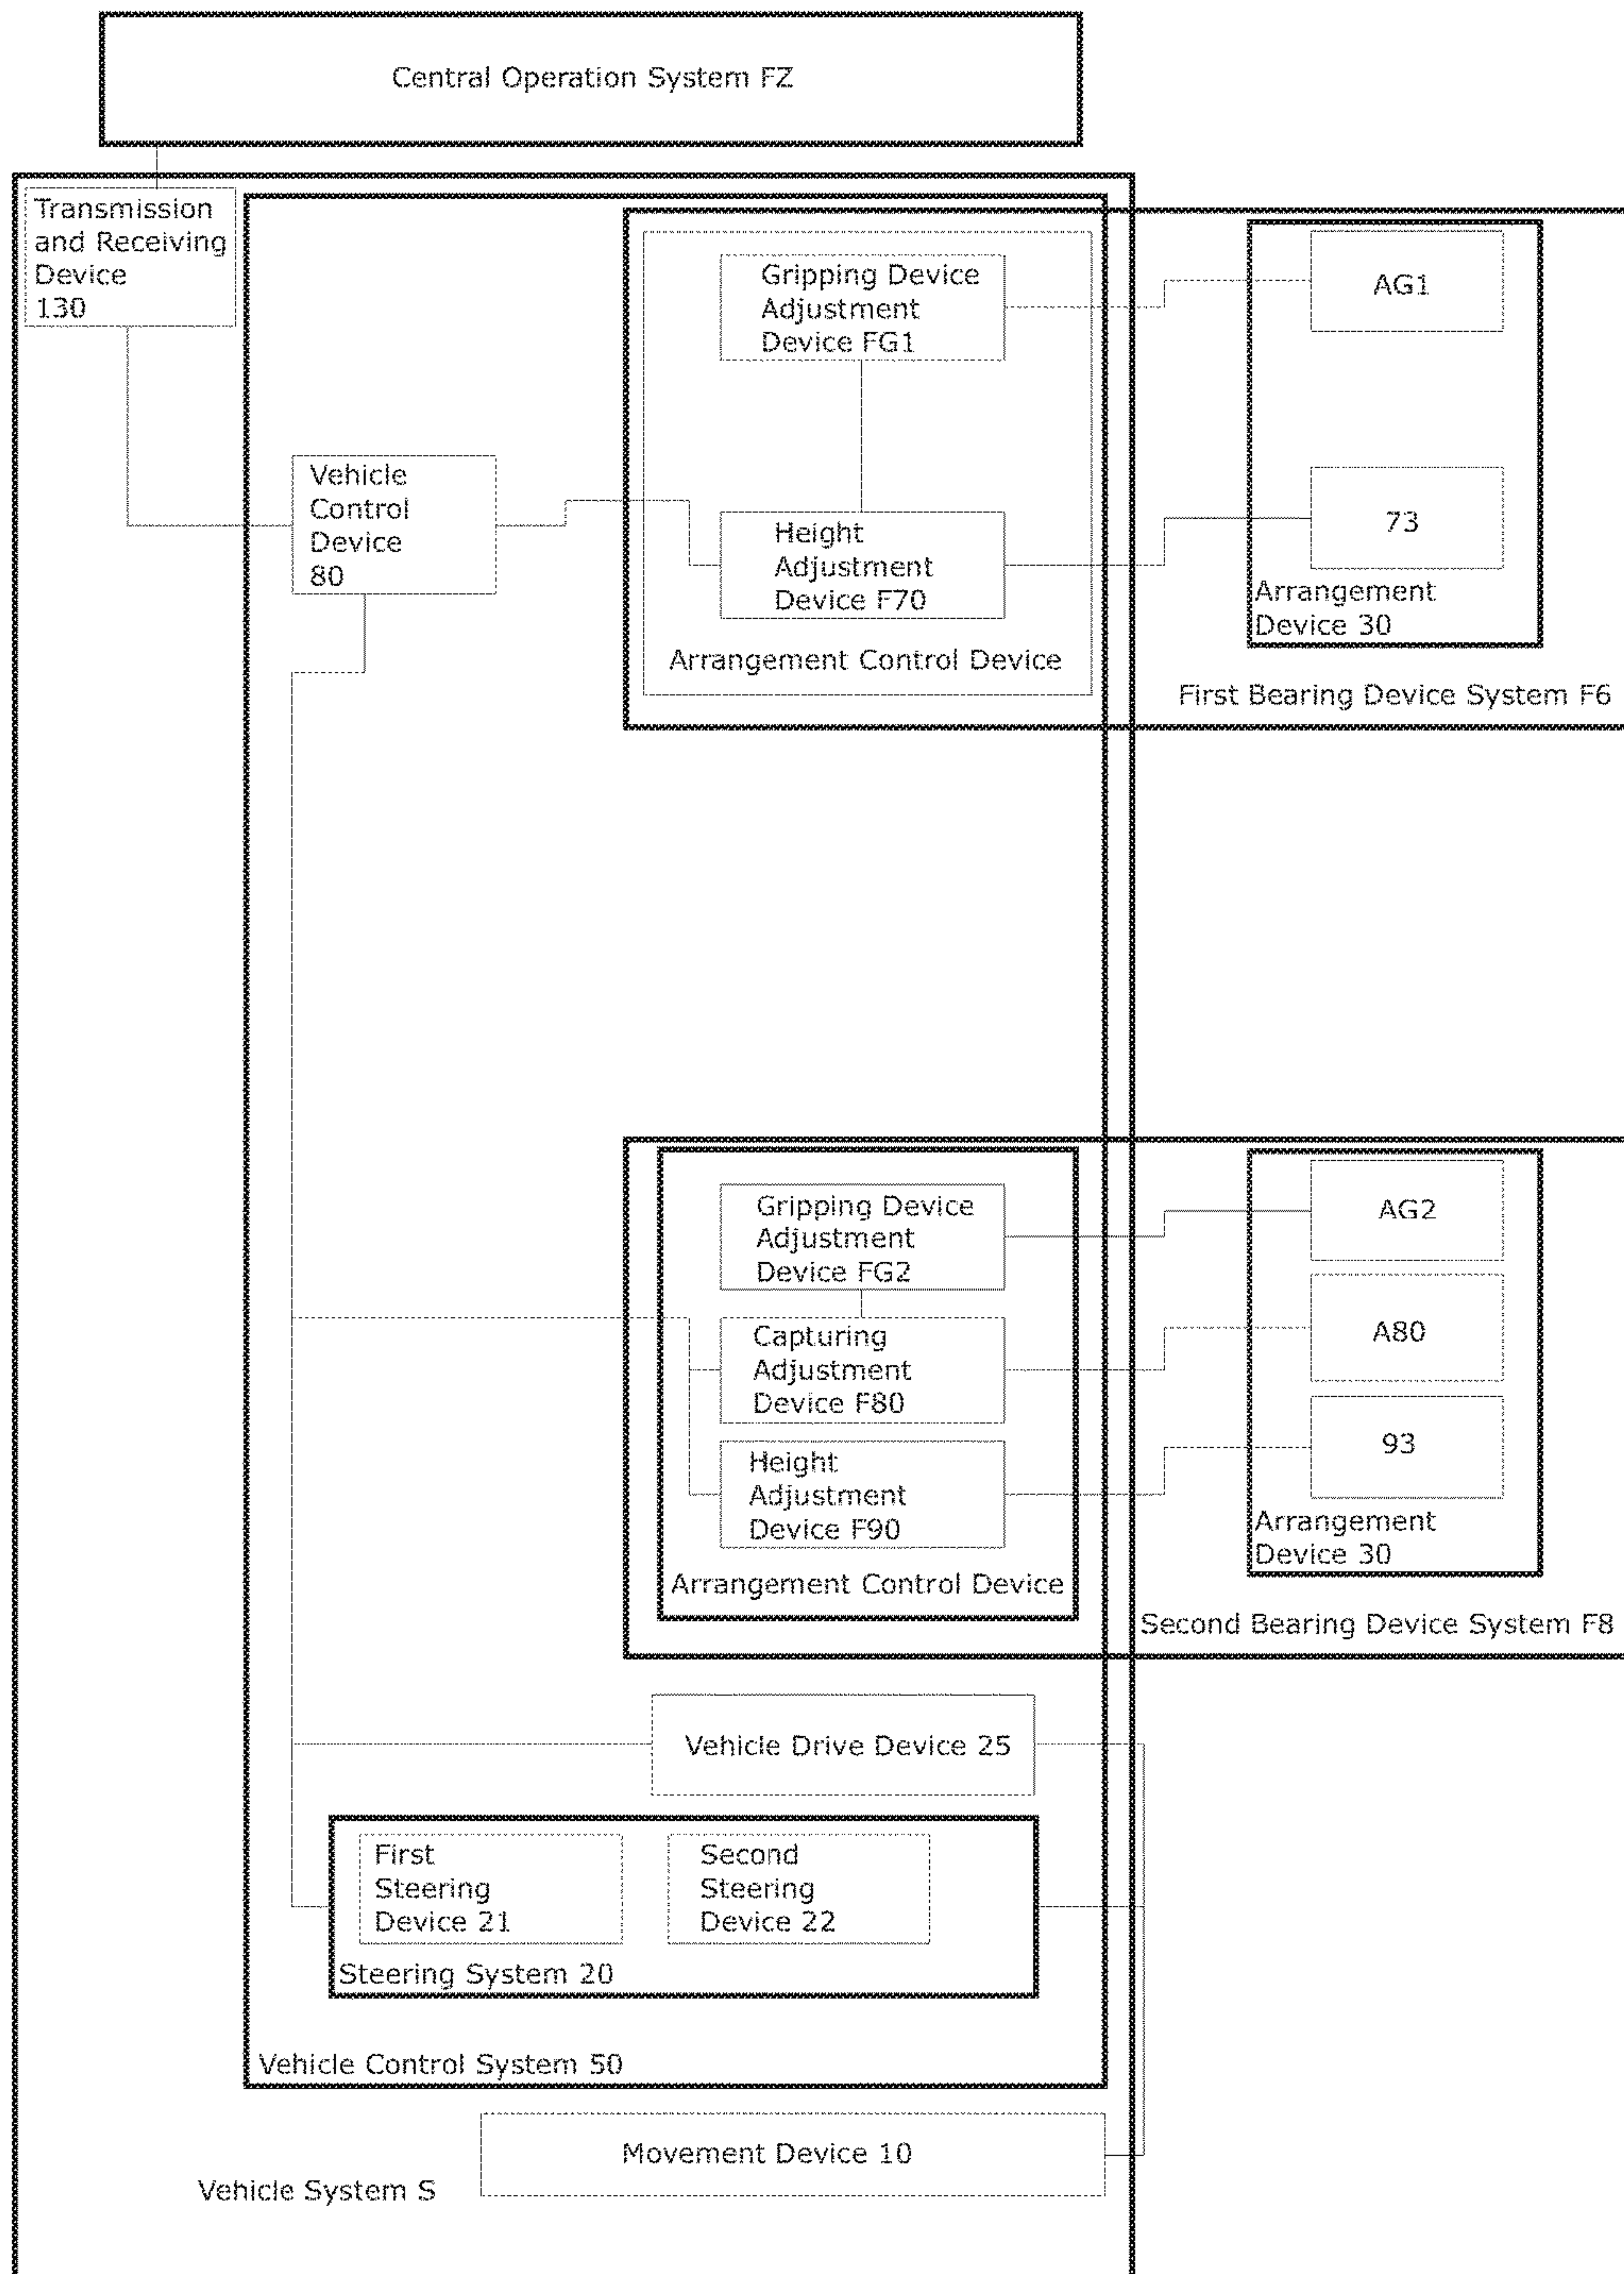 Central Operation System FZ
Transmission
and Receiving
Device
130
Gripping Device
Adjustment
Device FG1
AG1
Vehicle
Control
Device
80
Height
Adjustment
Device F70
73
Arrangement
Device 30
Arrangement Control Device
First Bearing Device System F6
Gripping Device
Adjustment
Device FG2
AG2
Capturing
Adjustment
Device F80
A80
Height
Adjustment
Device F90
93
Arrangement
Device 30
Arrangement Control Device
Second Bearing Device System F8
Vehicle Drive Device 25
First
Steering
Device 21
Second
Steering
Device 22
Steering System 20
Vehicle Control System 50
Movement Device 10
Vehicle System S